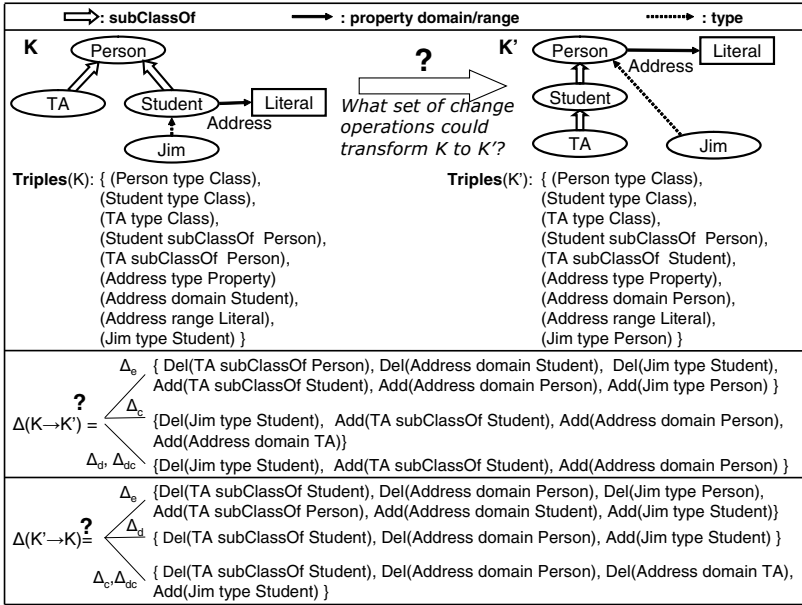 : subClassOf : property domain/range : type
K Person TA Student Literal Address Jim
?
What set of change
operations could
transform K to K'?
K’ Person Literal Address Student TA Jim
Triples(K): { (Person type Class),
(Student type Class),
(TA type Class),
(Student subClassOf Person),
(TA subClassOf Person),
(Address type Property)
(Address domain Student),
(Address range Literal),
(Jim type Student) }
Triples(K’): { (Person type Class),
(Student type Class),
(TA type Class),
(Student subClassOf Person),
(TA subClassOf Student),
(Address type Property),
(Address domain Person),
(Address range Literal),
(Jim type Person) }
Δ(K→K’) =
?
Δe { Del(TA subClassOf Person), Del(Address domain Student), Del(Jim type Student),
Add(TA subClassOf Student), Add(Address domain Person), Add(Jim type Person) }
Δc {Del(Jim type Student), Add(TA subClassOf Student), Add(Address domain Person),
Add(Address domain TA)}
Δd, Δdc {Del(Jim type Student), Add(TA subClassOf Student), Add(Address domain Person) }
Δ(K’→K)=
?
Δe {Del(TA subClassOf Student), Del(Address domain Person), Del(Jim type Person),
Add(TA subClassOf Person), Add(Address domain Student), Add(Jim type Student)}
Δd { Del(TA subClassOf Student), Del(Address domain Person), Add(Jim type Student) }
Δc,Δdc { Del(TA subClassOf Student), Del(Address domain Person), Del(Address domain TA),
Add(Jim type Student) }